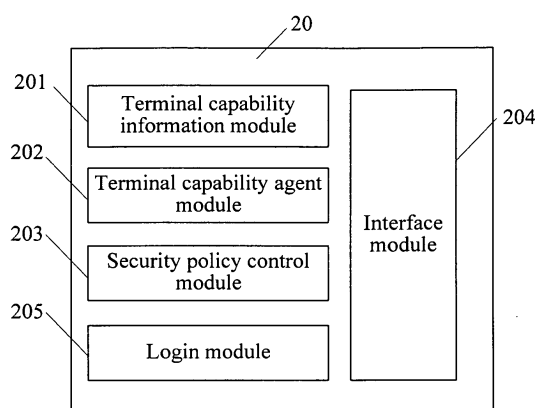 20
201
Terminal capability
information module
204
202
Terminal capability agent
module
Interface
module
203
Security policy control
module
205
Login module